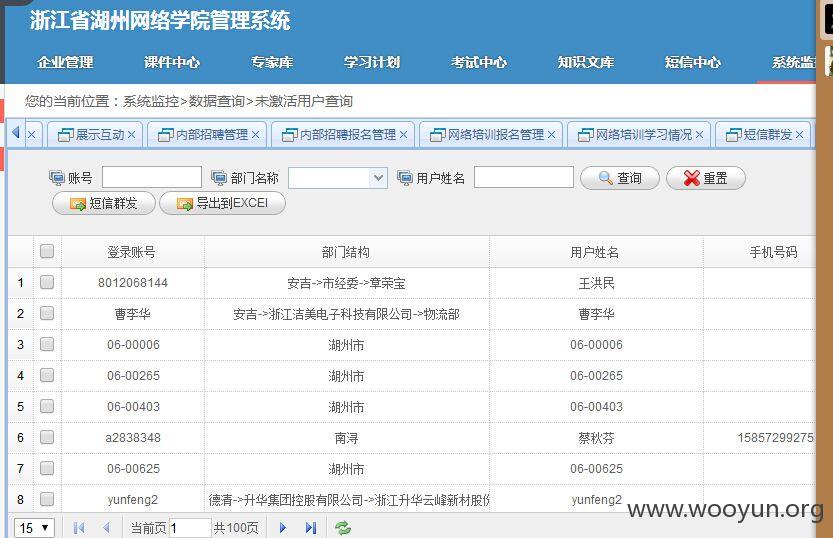 浙江省湖州网络学院管理系统
企业管理 课件中心 专家库 学习计划 考试中心 知识文库 短信中心 系统监
您的当前位置：系统监控>数据查询>未激活用户查询
展示互动 内部招聘管理 内部招聘报名管理 网络培训报名管理 网络培训学习情况 短信群发
账号 部门名称 用户姓名 查询 重置
短信群发 导出到EXCEl
登录账号 部门结构 用户姓名 手机号码
1 8012068144 安吉->市经委->章荣宝 王洪民
2 曹李华 安吉->浙江洁美电子科技有限公司->物流部 曹李华
3 06-00006 湖州市 06-00006
4 06-00265 湖州市 06-00265
5 06-00403 湖州市 06-00403
6 a2838348 南浔 蔡秋芬 15857299275
7 06-00625 湖州市 06-00625
8 yunfeng2 德清->升华集团控股有限公司->浙江升华云峰新材股份 yunfeng2
www.wooyun.org
15 当前页 1 共100页